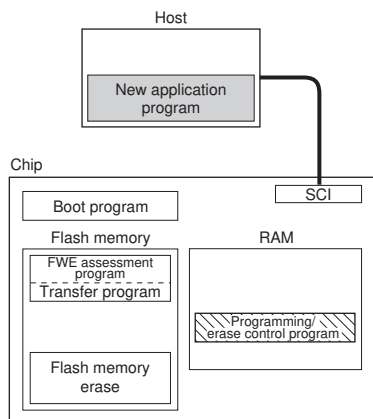 Host
New application
program
Chip
SCI
Boot program
Flash memory
RAM
FWE assessment
program
Transfer program
Programming/
erase control program
Flash memory
erase